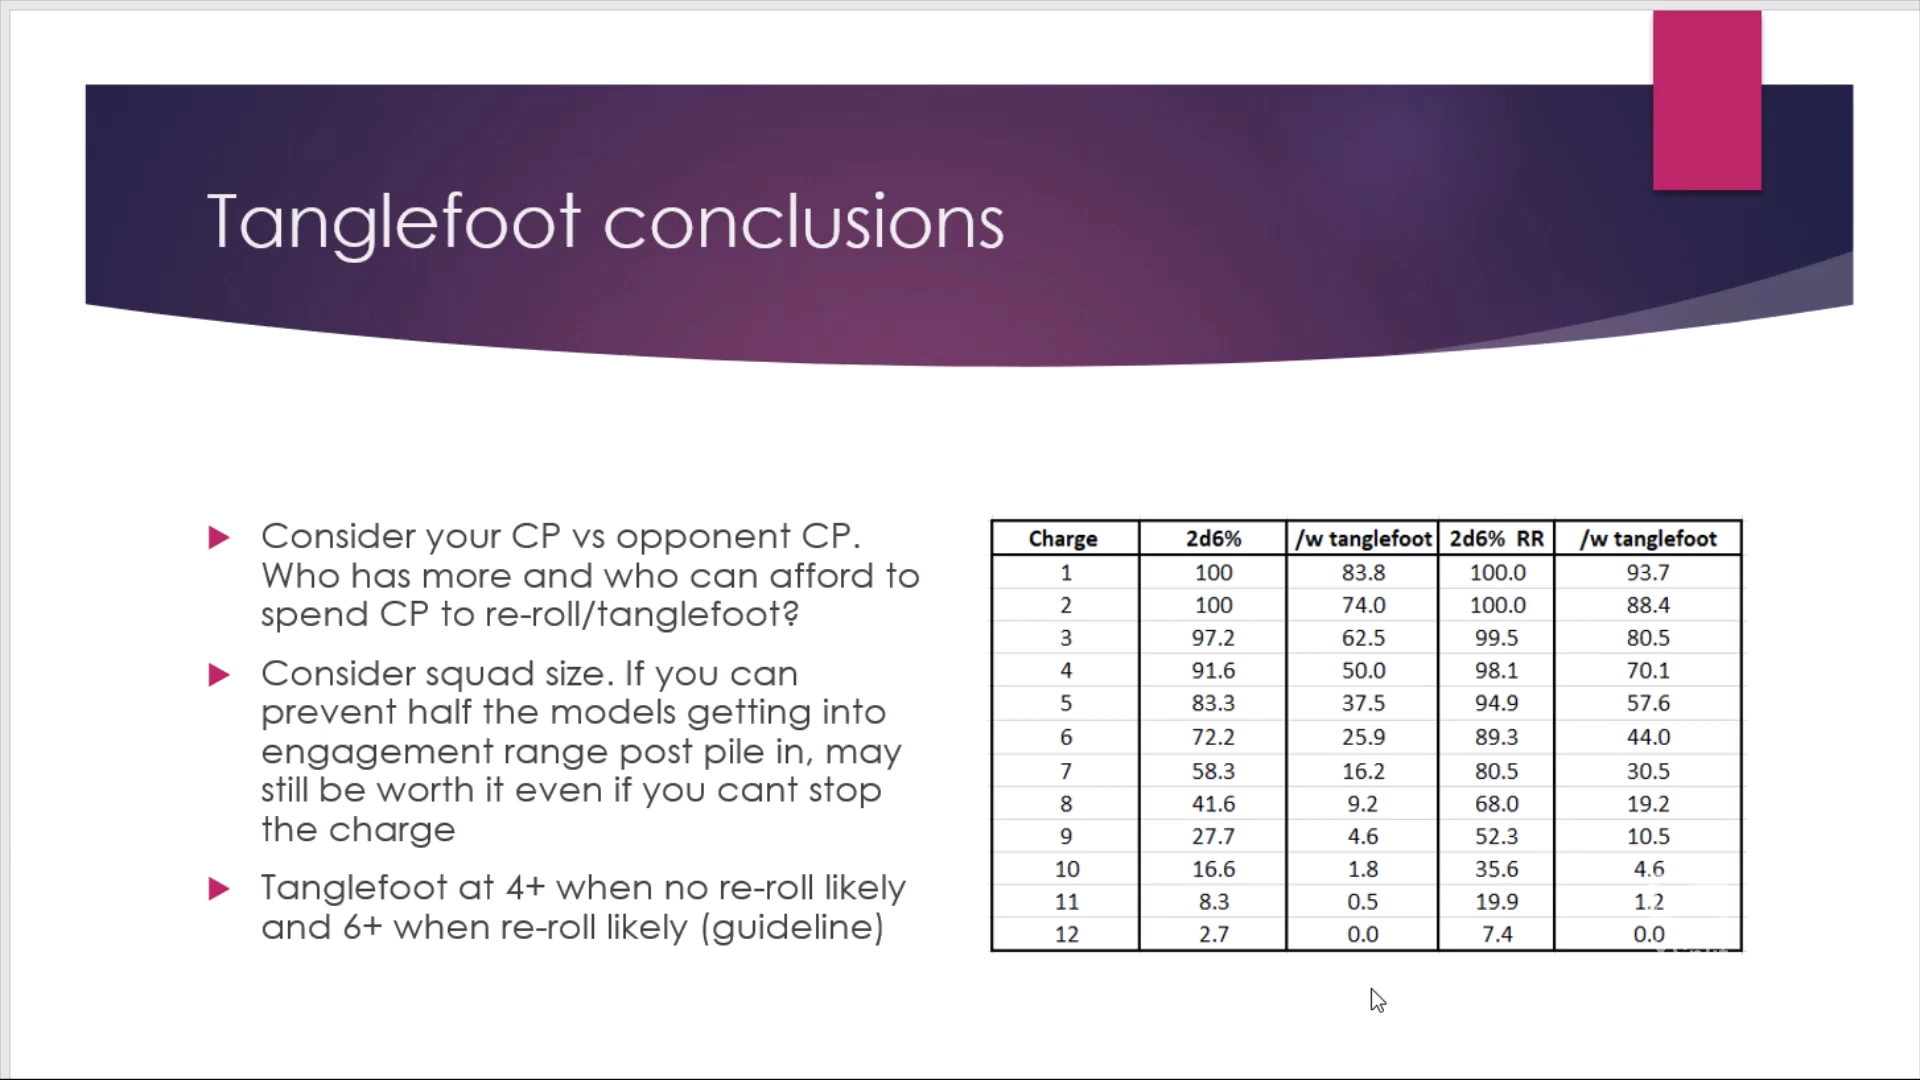 Tanglefoot conclusions
Consider your CP vs opponent CP.
Who has more and who can afford to
spend CP to re-roll/tanglefoot?
Consider squad size. If you can
prevent half the models getting into
engagement range post pile in, may
still be worth it even if you cant stop
the charge
Tanglefoot at 4+ when no re-roll likely
and 6+ when re-roll likely (guideline)
Charge 2d6% /w tanglefoot 2d6% RR /w tanglefoot
1 100 83.8 100.0 93.7
2 100 74.0 100.0 88.4
3 97.2 62.5 99.5 80.5
4 91.6 50.0 98.1 70.1
5 83.3 37.5 94.9 57.6
6 72.2 25.9 89.3 44.0
7 58.3 16.2 80.5 30.5
8 41.6 9.2 68.0 19.2
9 27.7 4.6 52.3 10.5
10 16.6 1.8 35.6 4.6
11 8.3 0.5 19.9 1.2
12 2.7 0.0 7.4 0.0